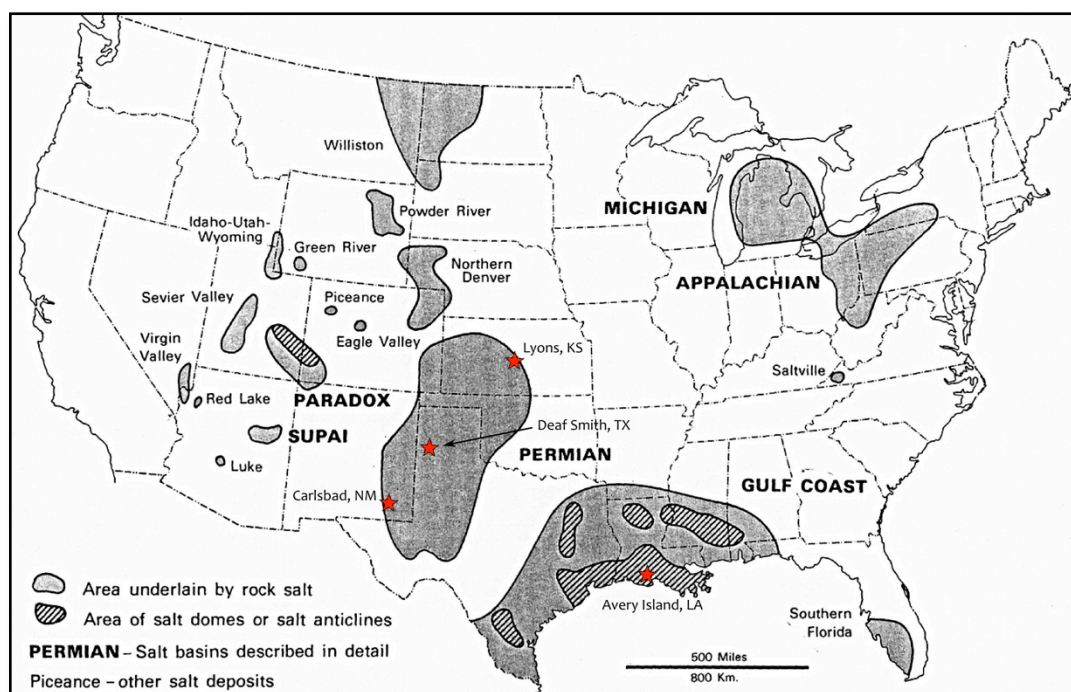 Williston
MICHIGAN
Powder River
Idaho-Utah-
Wyoming
Green River
Northern
Denver
APPALACHIAN
Sevier Valley
Piceance
Eagle Valley
Virgin
Valley
Lyons, KS
Saltville
Red Lake
PARADOX
Deaf Smith, TX
SUPAI
PERMIAN
Luke
GULF COAST
Carlsbad, NM
Area underlain by rock salt
Avery Island, LA
Area of salt domes or salt anticlines
Southern
Florida
PERMIAN – Salt basins described in detail
500 Miles
800 Km.
Piceance – other salt deposits